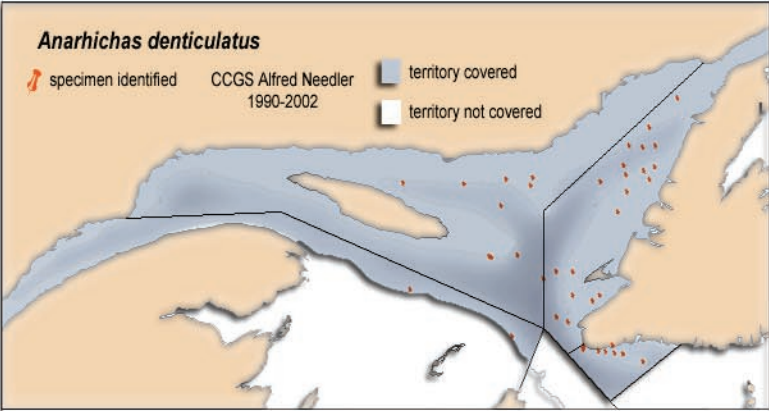 Anarhichas denticulatus
specimen identified
CCGS Alfred Needler
1990-2002
territory covered
territory not covered